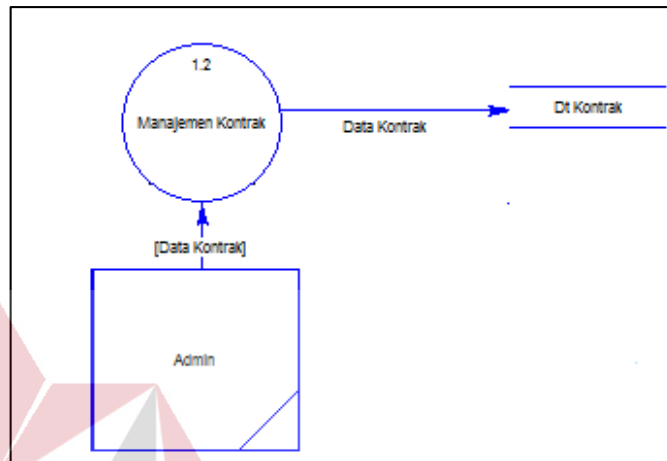 1.2
Manajemen Kontrak
Data Kontrak
Dt Kontrak
[Data Kontrak]
Admin